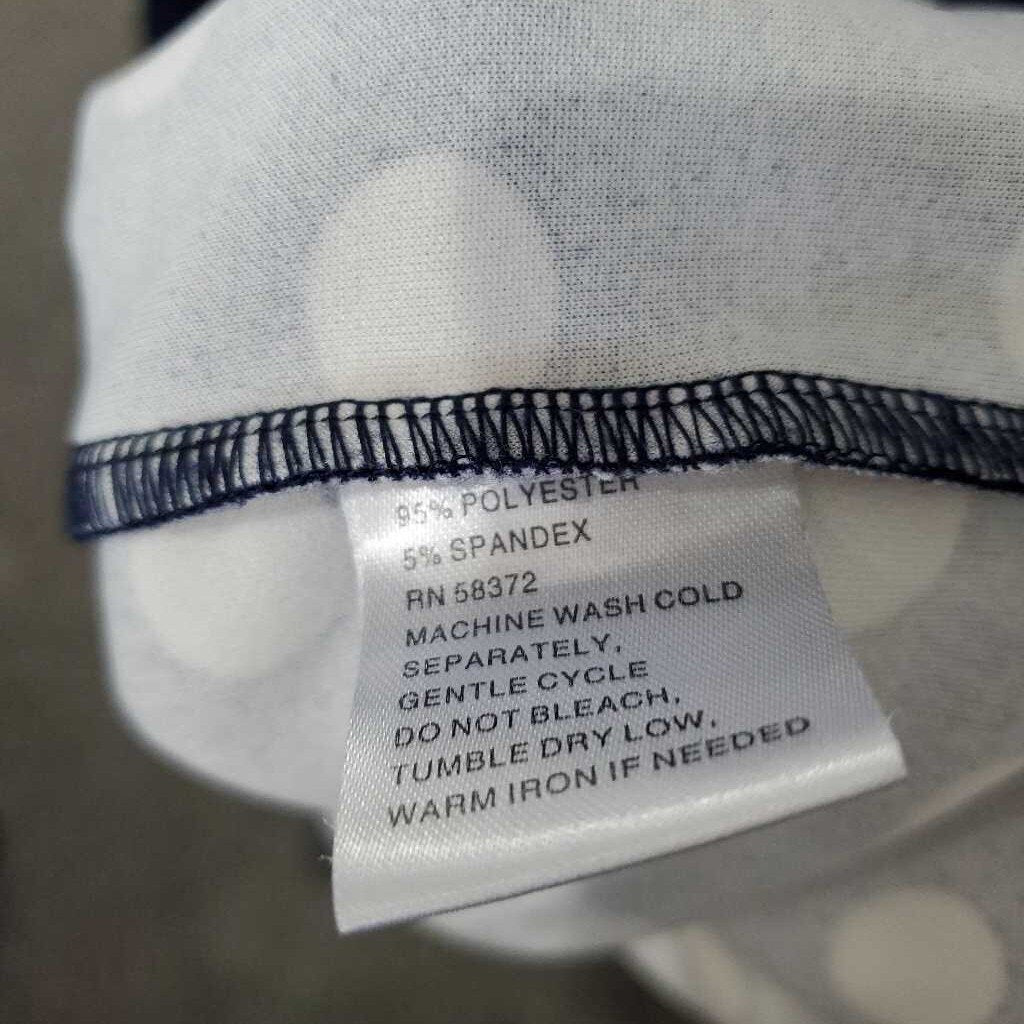 95% POLYESTER
5% SPANDEX
RN 58372
MACHINE WASH COLD
SEPARATELY,
GENTLE CYCLE
DO NOT BLEACH,
TUMBLE DRY LOW,
WARM IRON IF NEEDED